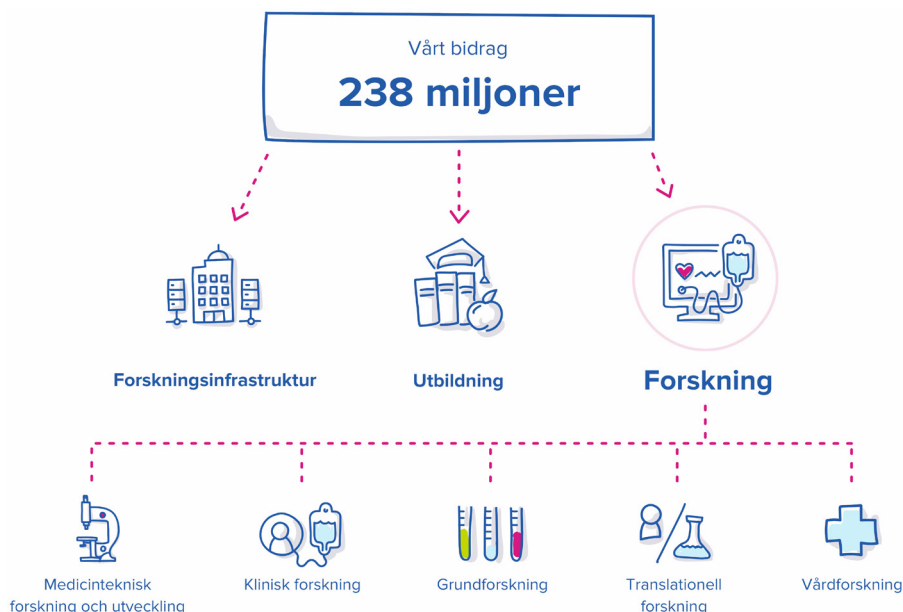 Vårt bidrag
238 miljoner
Forskningsinfrastruktur
Utbildning
Forskning
Medicinteknisk
forskning och utveckling
Klinisk forskning
Grundforskning
Translationell
forskning
Vårdforskning